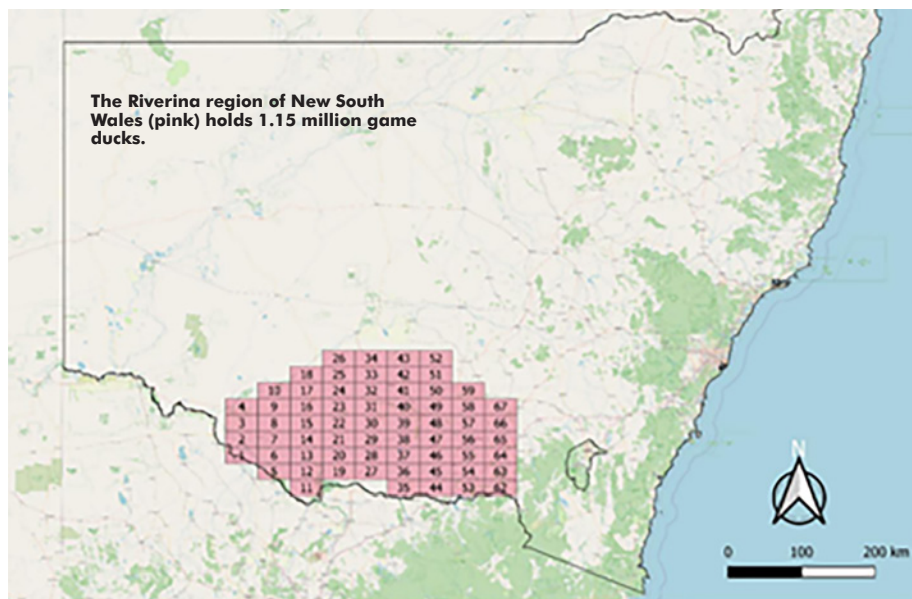 The Riverina region of New South
Wales (pink) holds 1.15 million game
ducks.
26 34 43 52
18 25 33 42 51
10 17 24 32 41 50 59
4 9 16 23 31 40 49 58 67
3 8 15 22 30 39 48 57 66
2 7 14 21 29 38 47 56 65
6 13 20 28 37 46 55 64
5 12 19 27 36 45 54 63
11 35 44 53 62
N
0 100 200 km